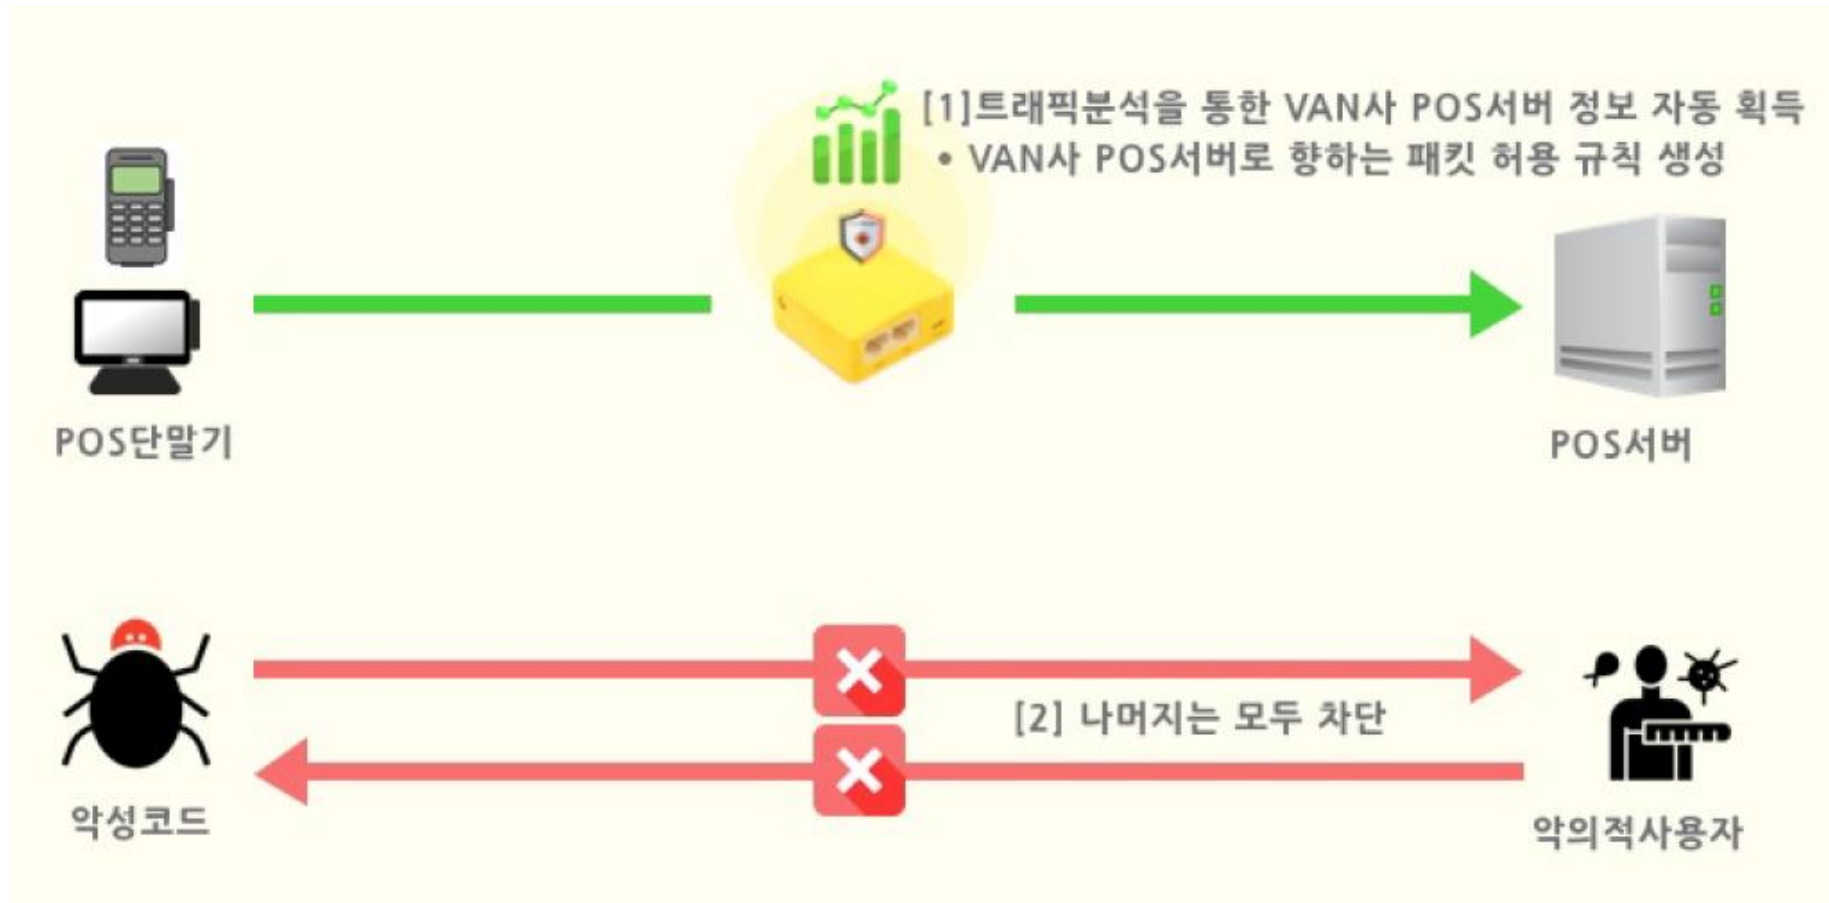 [1]트래픽분석을 통한 VAN사 POS서버 정보 자동 획득
• VAN사 POS서버로 향하는 패킷 허용 규칙 생성
POS단말기
POS서버
[2] 나머지는 모두 차단
악성코드
악의적사용자